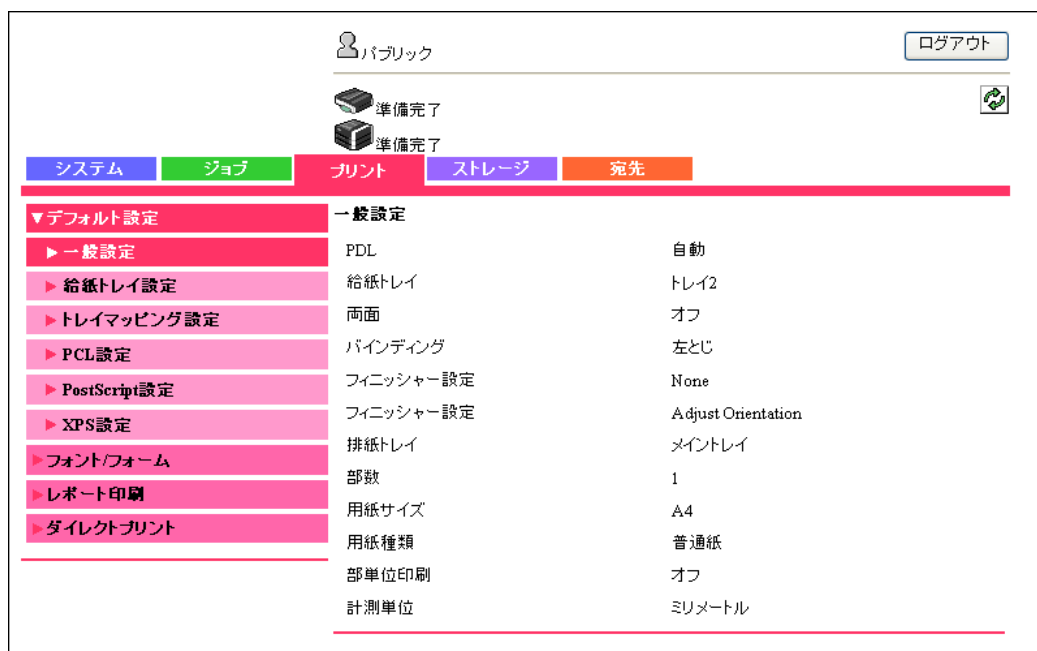 パブリック
ログアウト
準備完了
準備完了
システム ジョブ プリント ストレージ 宛先
▼デフォルト設定
▶一般設定
▶給紙トレイ設定
▶トレイマッピング設定
▶PCL設定
▶PostScript設定
▶XPS設定
▶フォント/フォーム
▶レポート印刷
▶ダイレクトプリント
一般設定
PDL 自動
給紙トレイ トレイ2
両面 オフ
バインディング 左とじ
フィニッシャー設定 None
フィニッシャー設定 Adjust Orientation
排紙トレイ メイントレイ
部数 1
用紙サイズ A4
用紙種類 普通紙
部単位印刷 オフ
計測単位 ミリメートル